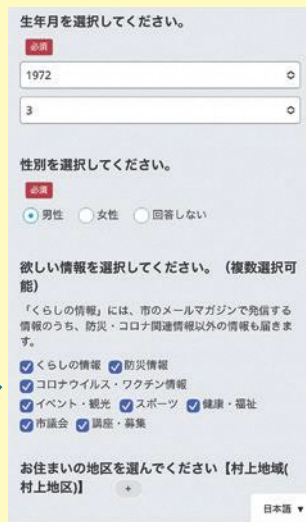 生年月を選択してください。
必須
1972
3
性別を選択してください。
必須
男性 女性 回答しない
欲しい情報を選択してください。（複数選択可
能）
「くらしの情報」には、市のメールマガジンで発信する
情報のうち、防災・コロナ関連情報以外の情報も届きま
す。
くらしの情報 防災情報
コロナウイルス・ワクチン情報
イベント・観光 スポーツ 健康・福祉
市議会 講座・募集
お住まいの地区を選んでください【村上地域(
村上地区)】 +
日本語 ▼